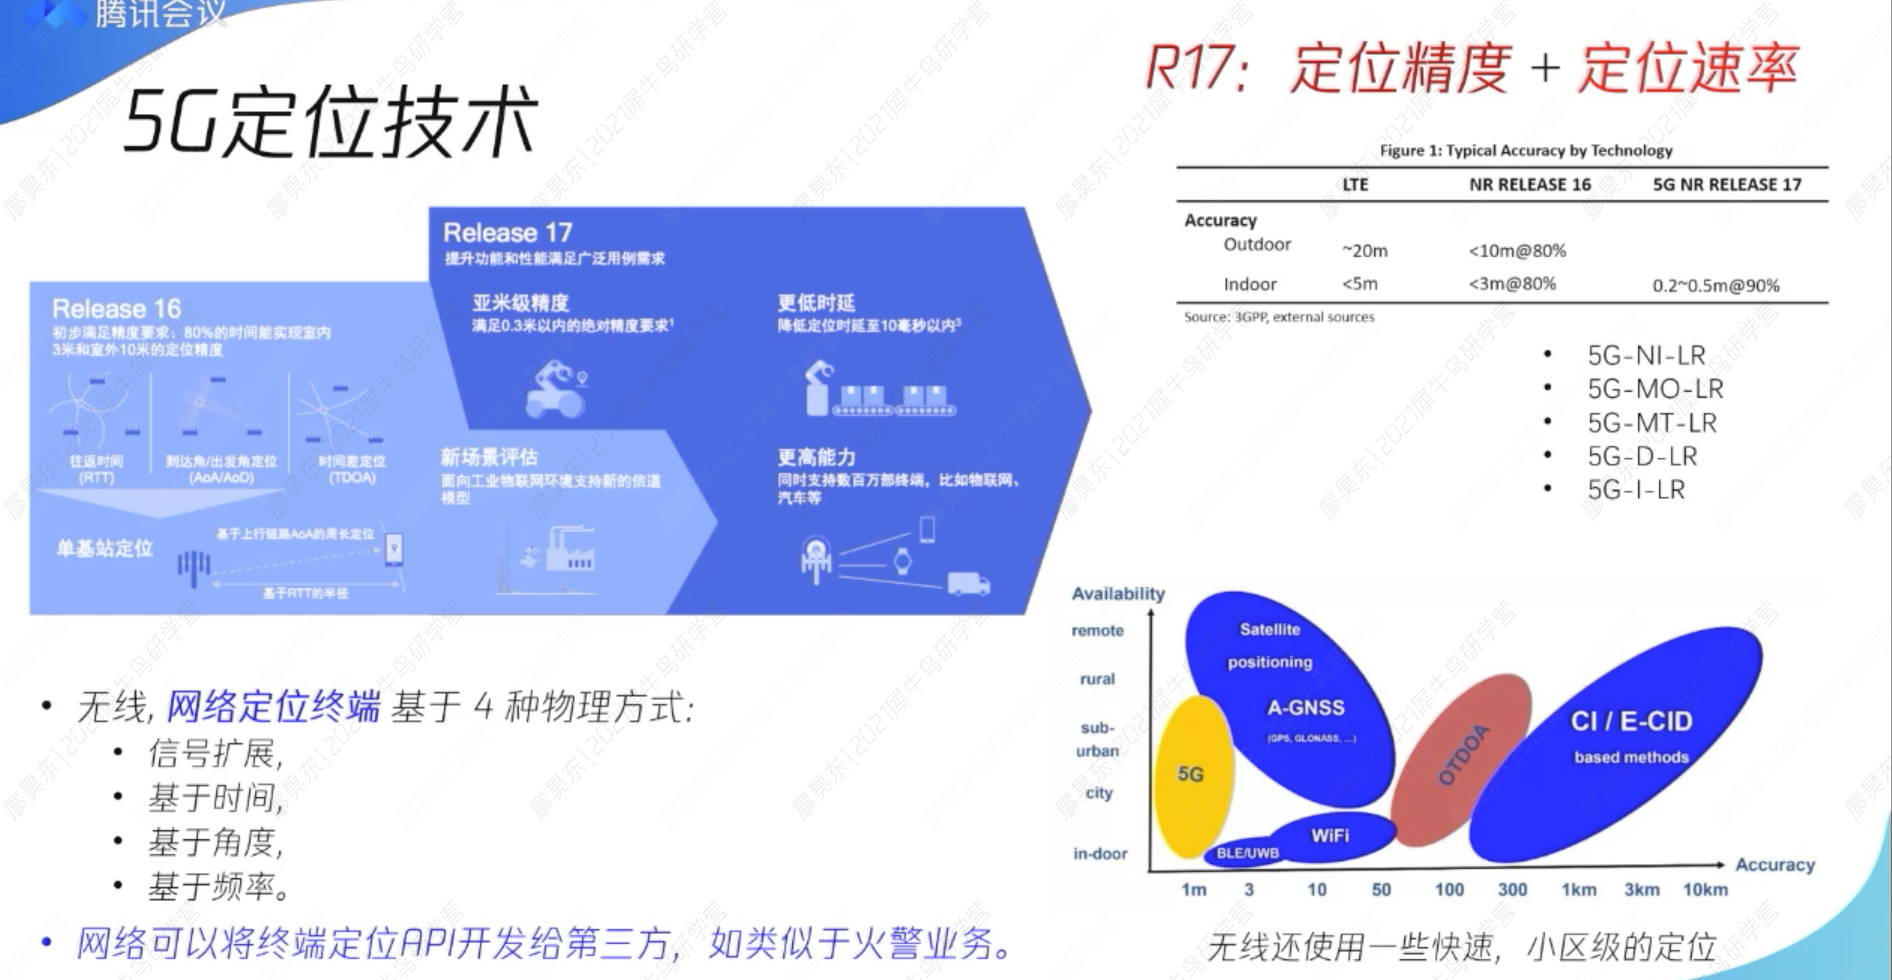 腾讯会议
5G定位技术
R17: 定位精度 + 定位速率
Figure 1: Typical Accuracy by Technology
LTE NR RELEASE 16 5G NR RELEASE 17
Accuracy
Outdoor ~20m <10m@80%
Indoor <5m <3m@80% 0.2~0.5m@90%
Source: 3GPP, external sources
5G-NI-LR
5G-MO-LR
5G-MT-LR
5G-D-LR
5G-I-LR
Release 17
提升功能和性能满足广泛用例需求
亚米级精度
满足0.3米以内的绝对精度要求¹
更低时延
降低定位时延至10毫秒以内³
新场景评估
面向工业物联网环境支持新的信道
模型
更高能力
同时支持数百万部终端，比如物联网、
汽车等
Release 16
初步满足精度要求：80%的时间能实现室内
3米和室外10米的定位精度
往返时间
(RTT)
到达角/出发角定位
(AoA/AoD)
时间差定位
(TDOA)
单基站定位
基于上行链路AoA的周长定位
基于RTT的半径
无线, 网络定位终端 基于 4 种物理方式:
信号扩展,
基于时间,
基于角度,
基于频率。
网络可以将终端定位API开发给第三方，如类似于火警业务。
Availability
remote
rural
sub-
urban
city
in-door
Satellite
positioning
A-GNSS
(GPS, GLONASS, ...)
5G
BLE/UWB
WiFi
OTDOA
CI / E-CID
based methods
Accuracy
1m 3 10 50 100 300 1km 3km 10km
无线还使用一些快速，小区级的定位
廖昊东|2021犀牛鸟研学营